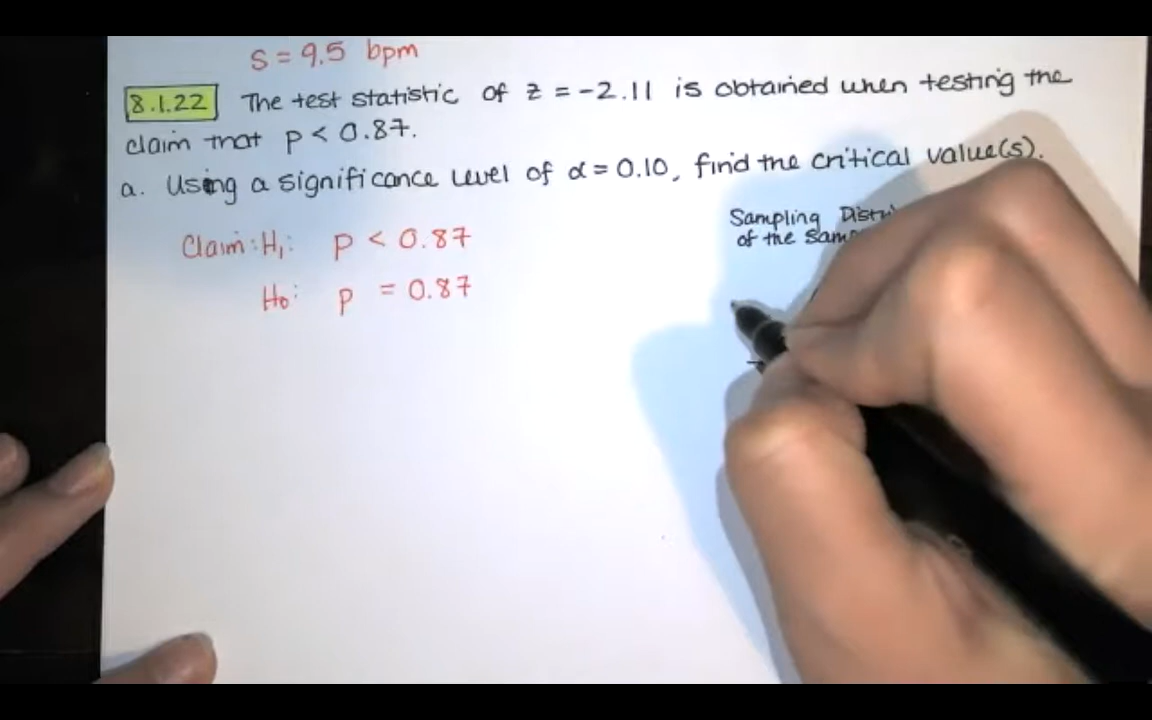 S = 9.5 bpm
8.1.22 The test statistic of z = -2.11 is obtained when testing the
claim that p < 0.87.
a. Using a significance level of α = 0.10, find the critical value(s).
Sampling
of the
Claim: H₁: p < 0.87
H₀: p = 0.87